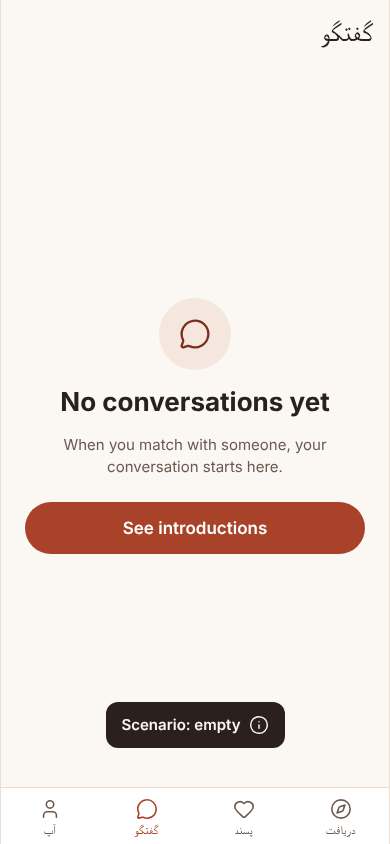 گفتگو
No conversations yet
When you match with someone, your
conversation starts here.
See introductions
Scenario: empty
دریافت
پسند
گفتگو
آپ